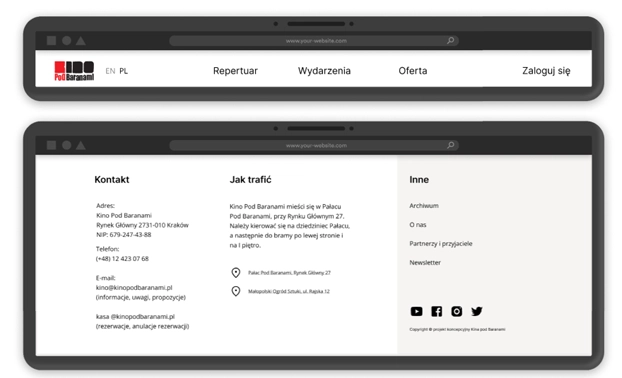 www.your-website.com
KINO
Pod Baranami
EN PL
Repertuar
Wydarzenia
Oferta
Zaloguj się
www.your-website.com
Kontakt
Adres:
Kino Pod Baranami
Rynek Główny 2731-010 Kraków
NIP: 679-247-43-88
Telefon:
(+48) 12 423 07 68
E-mail:
kino@kinopodbaranami.pl
(informacje, uwagi, propozycje)
kasa @kinopodbaranami.pl
(rezerwacje, anulacje rezerwacji)
Jak trafić
Kino Pod Baranami mieści się w Pałacu
Pod Baranami, przy Rynku Głównym 27.
Należy kierować się na dziedziniec Pałacu,
a następnie do bramy po lewej stronie i
na I piętro.
Pałac Pod Baranami, Rynek Główny 27
Małopolski Ogród Sztuki, ul. Rajska 12
Inne
Archiwum
O nas
Partnerzy i przyjaciele
Newsletter
Copyright @ projekt koncepcyjny Kina pod Baranami